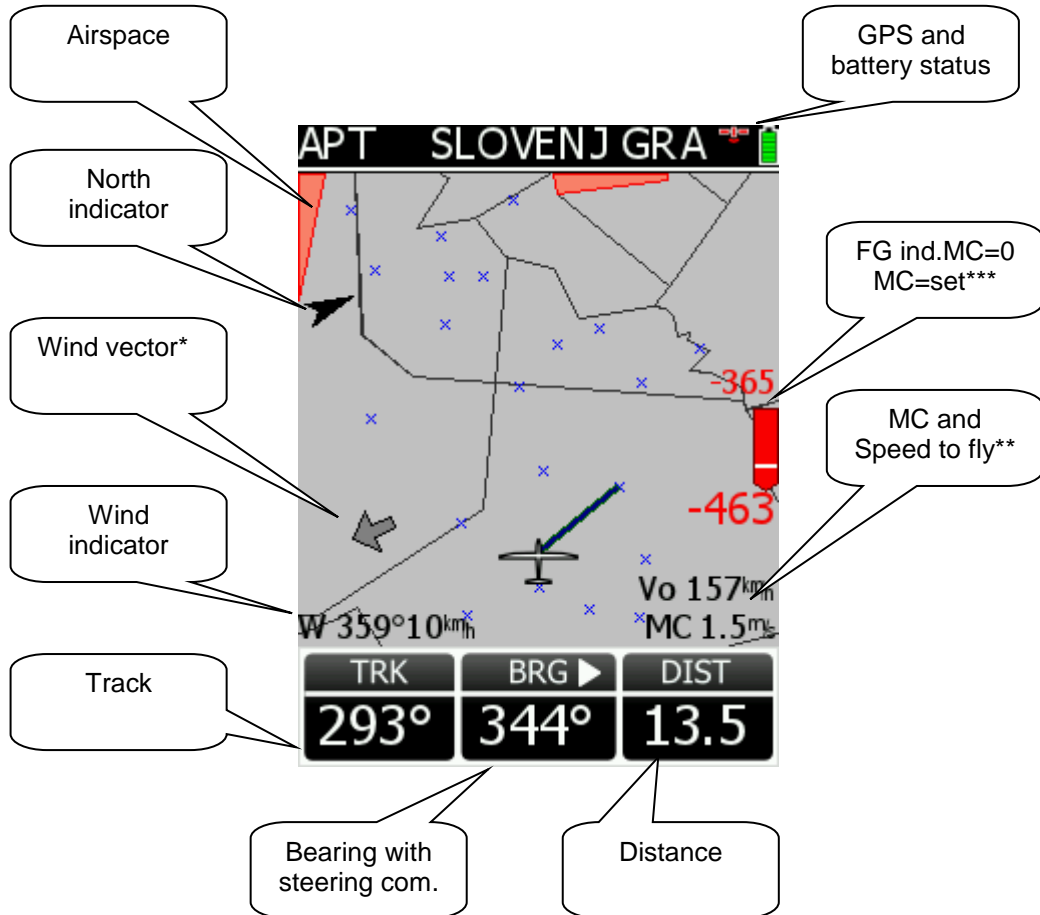 Airspace
GPS and
battery status
APT SLOVENJ GRA
North
indicator
FG ind.MC=0
MC=set***
Wind vector*
-365
MC and
Speed to fly**
-463
Wind
indicator
Vo 157km/h
W 359°10km/h
MC 1.5m/s
Track
TRK
BRG
DIST
293°
344°
13.5
Bearing with
steering com.
Distance